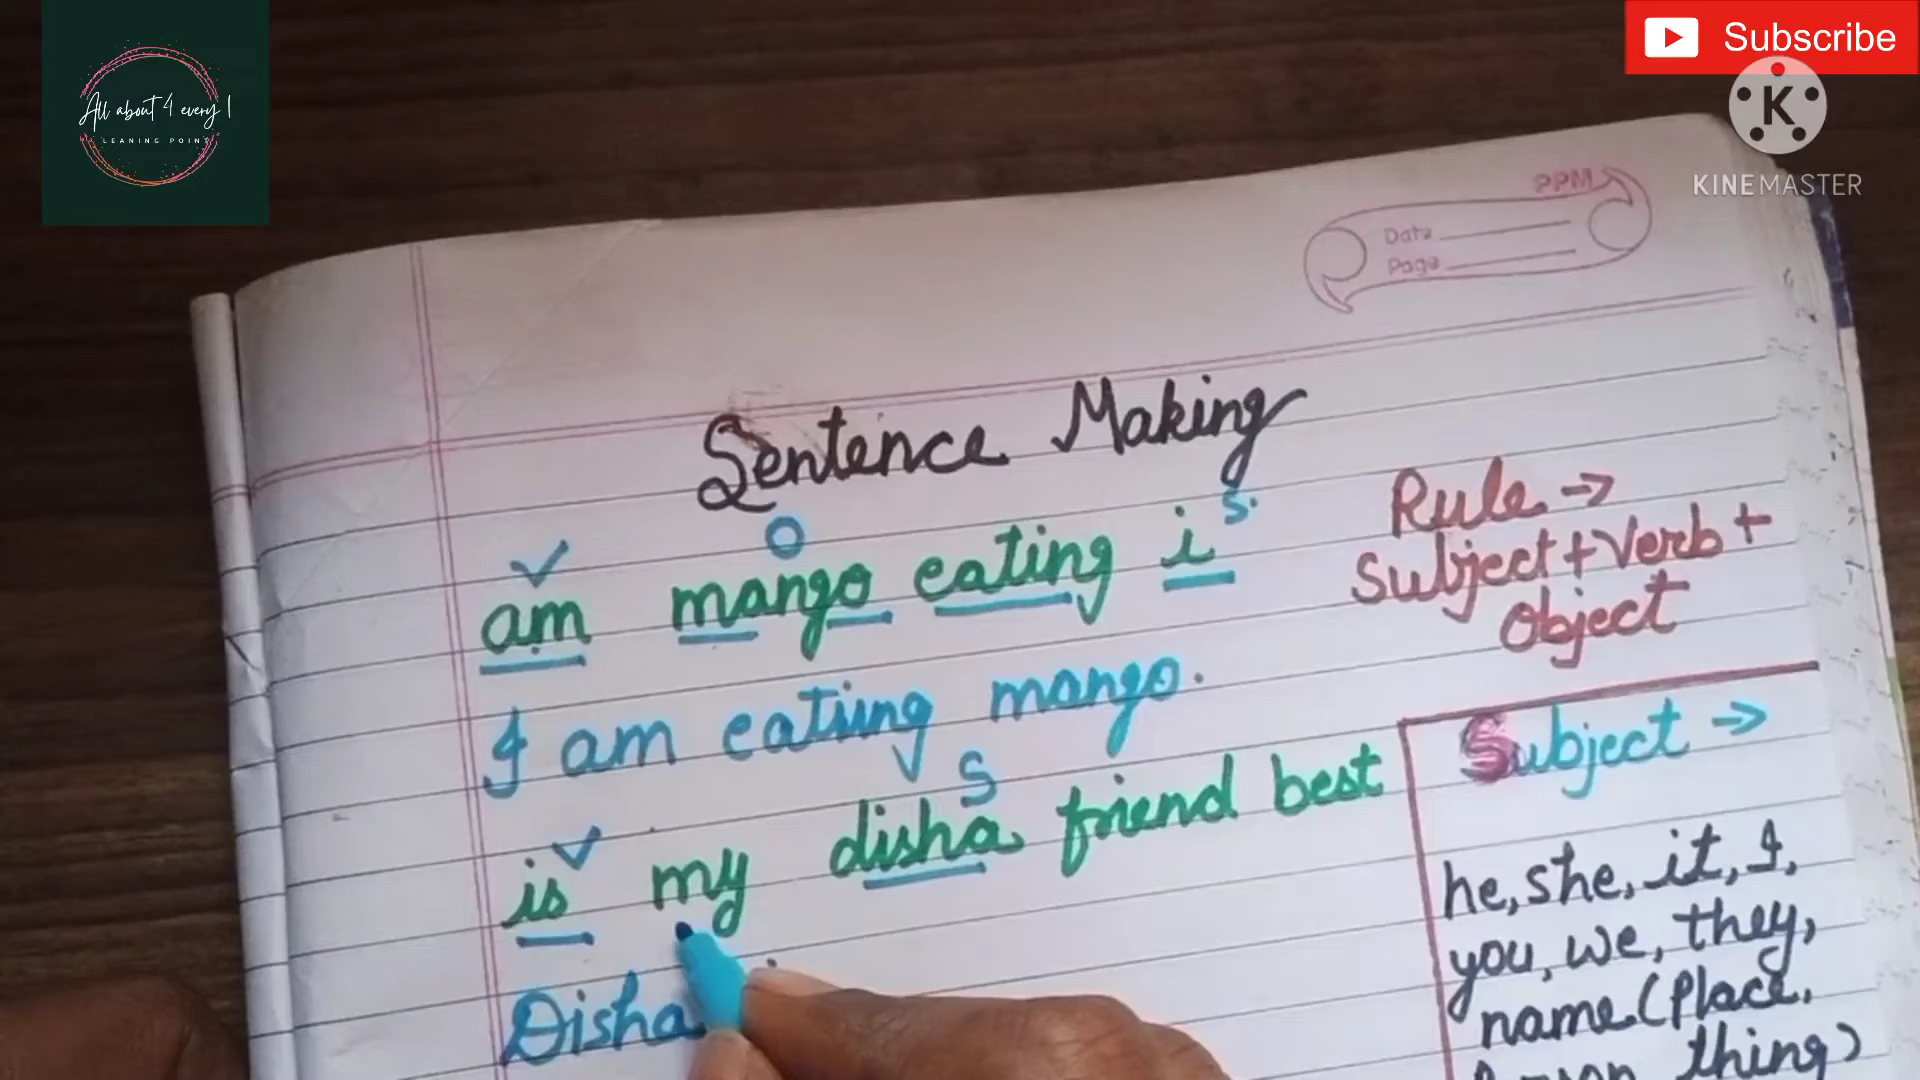 All about 4 every 1
LEANING POINT
Subscribe
K
KINEMASTER
PPM
Date
Page
Sentence Making
O
S.
am mango eating i
I am eating mango.
S
is my disha friend best
Disha
Rule →
Subject + Verb +
Object
Subject →
he, she, it, I,
you, we, they,
name (Place,
thing)